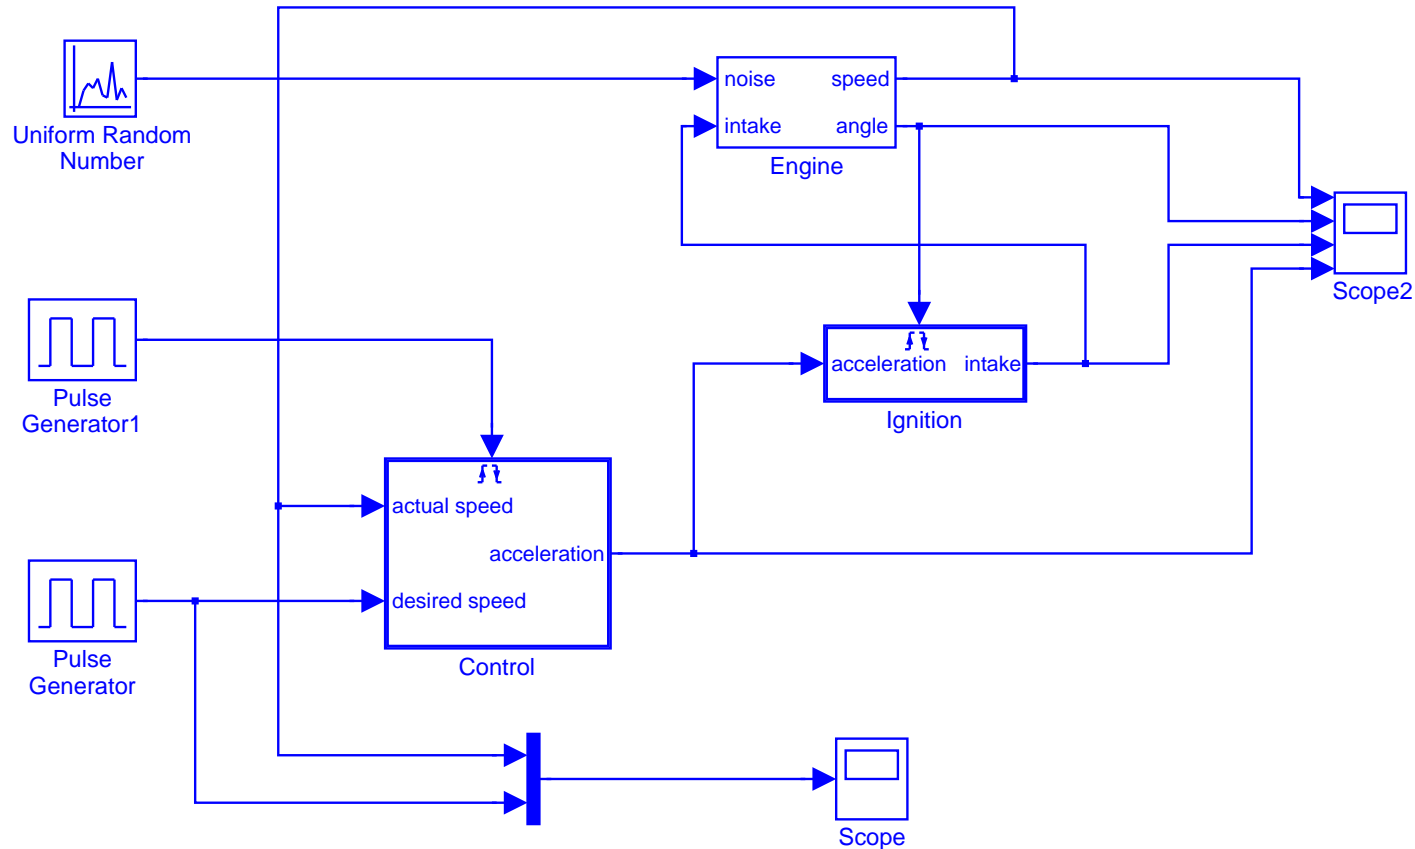 Uniform Random
Number
noise
speed
intake
angle
Engine
Scope2
Pulse
Generator1
acceleration
intake
Ignition
actual speed
acceleration
desired speed
Control
Pulse
Generator
Scope